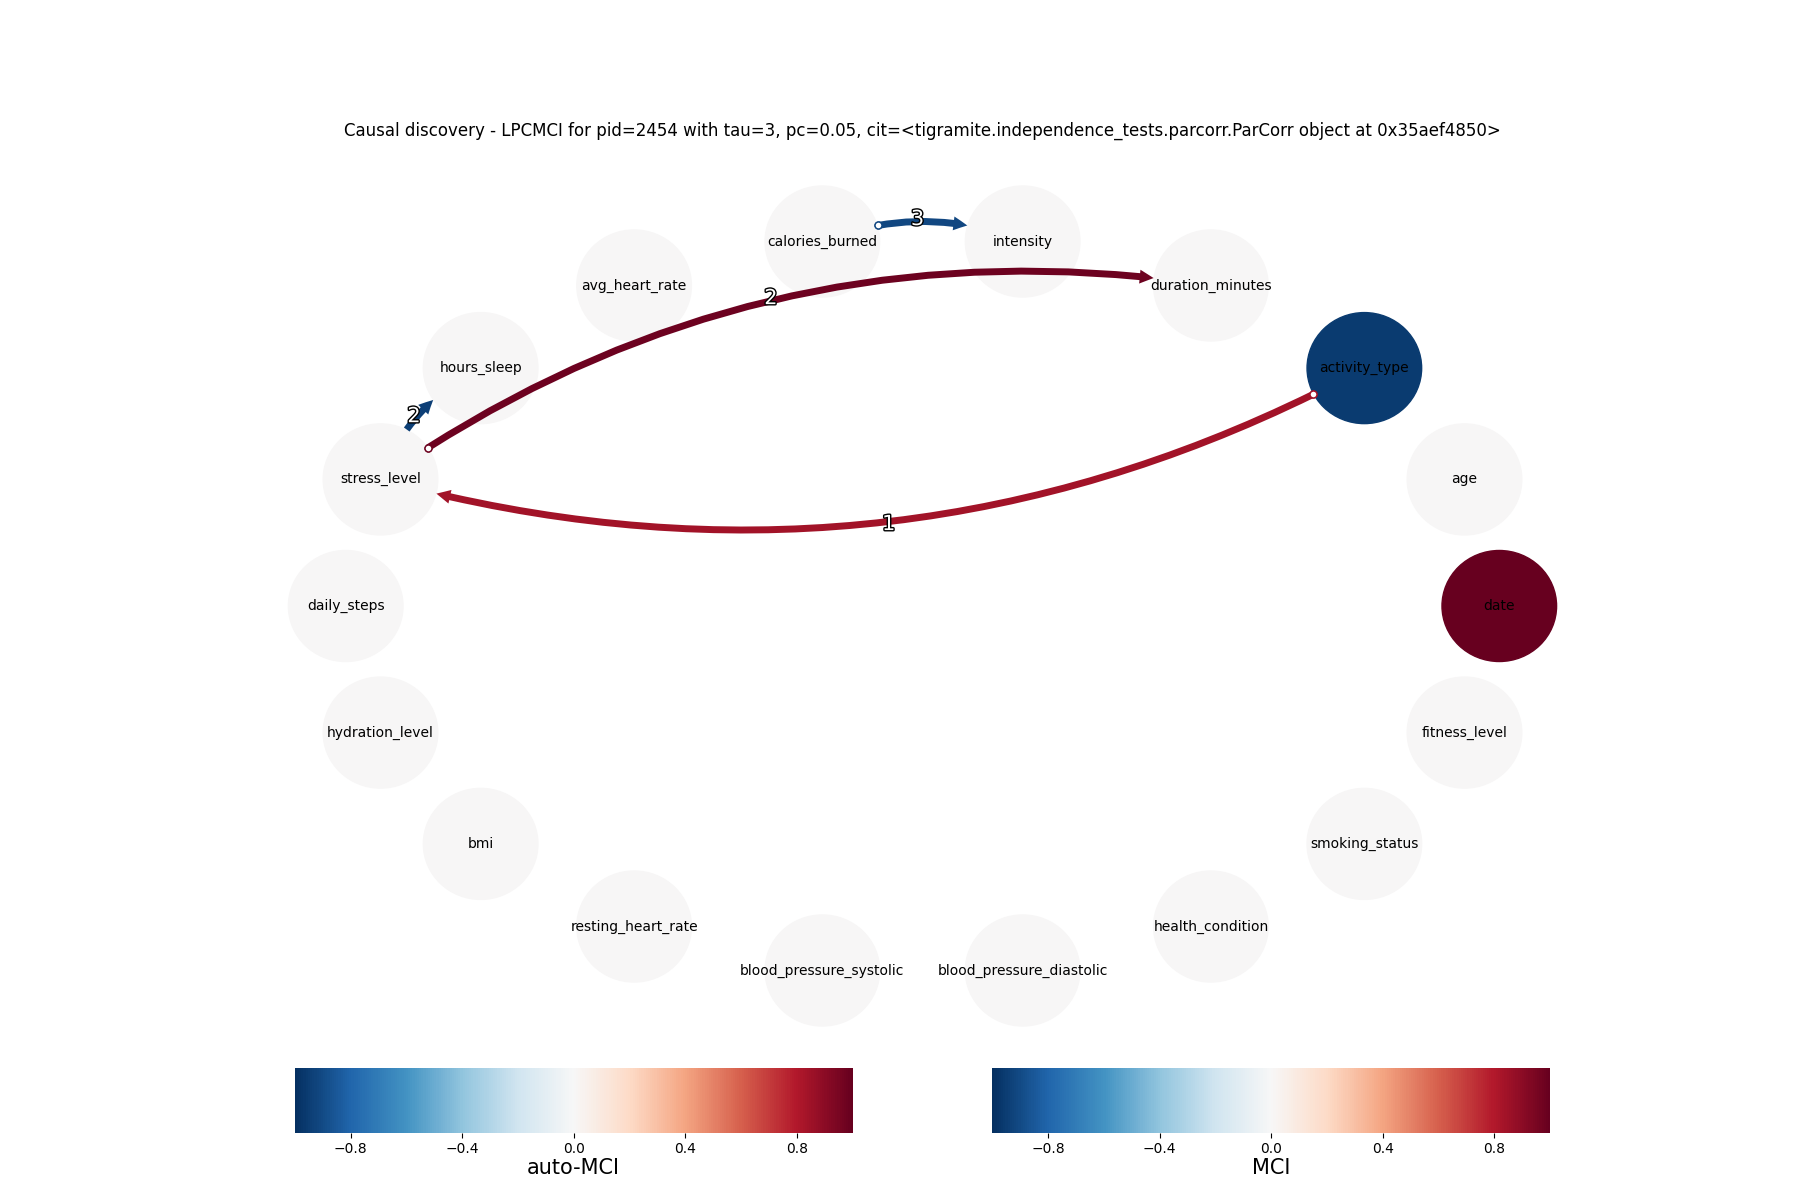 Causal discovery - LPCMCI for pid=2454 with tau=3, pc=0.05, cit=<tigramite.independence_tests.parcorr.ParCorr object at 0x35aef4850>
3
calories_burned
intensity
avg_heart_rate
2
duration_minutes
hours_sleep
activity_type
2
stress_level
age
1
daily_steps
date
hydration_level
fitness_level
bmi
smoking_status
resting_heart_rate
health_condition
blood_pressure_systolic
blood_pressure_diastolic
−0.8 −0.4 0.0 0.4 0.8
auto-MCI
−0.8 −0.4 0.0 0.4 0.8
MCI